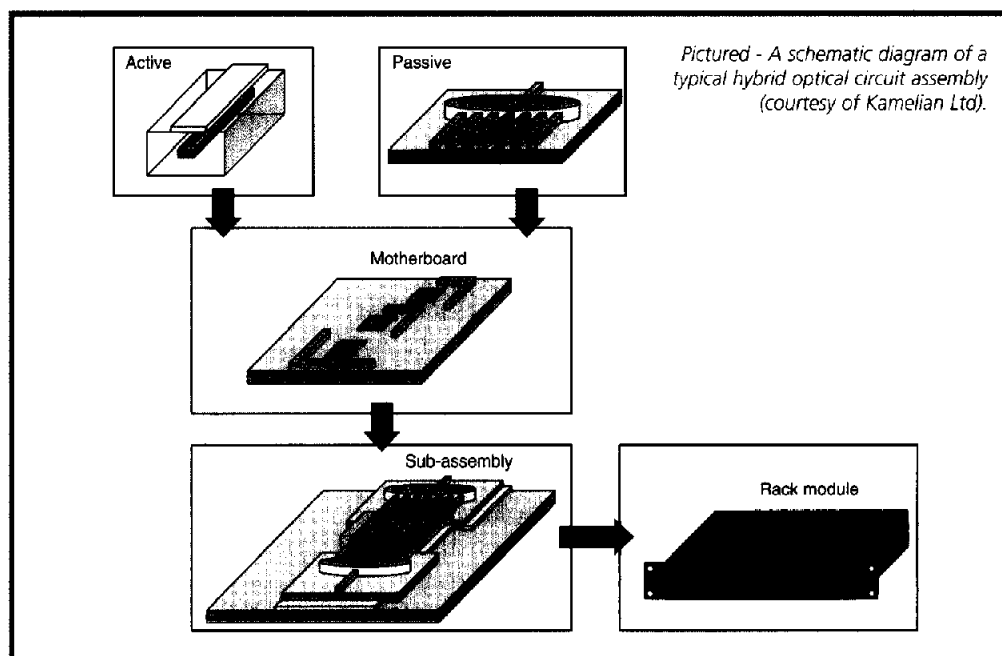 Active
Passive
Pictured - A schematic diagram of a
typical hybrid optical circuit assembly
(courtesy of Kamelian Ltd).
Motherboard
Sub-assembly
Rack module